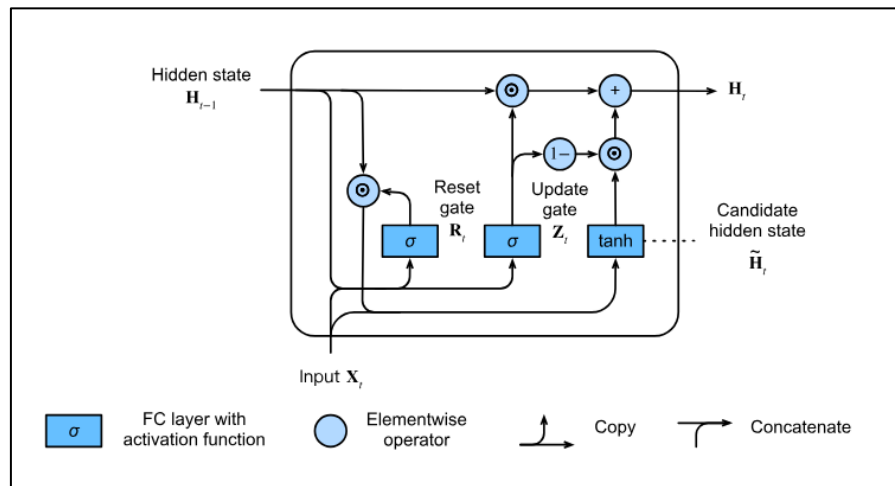 Hidden state
H_{t−1}
H_t
+
1−
Reset
gate
R_t
Update
gate
Z_t
σ
σ
tanh
Candidate
hidden state
H̃_t
Input X_t
σ
FC layer with
activation function
Elementwise
operator
Copy
Concatenate